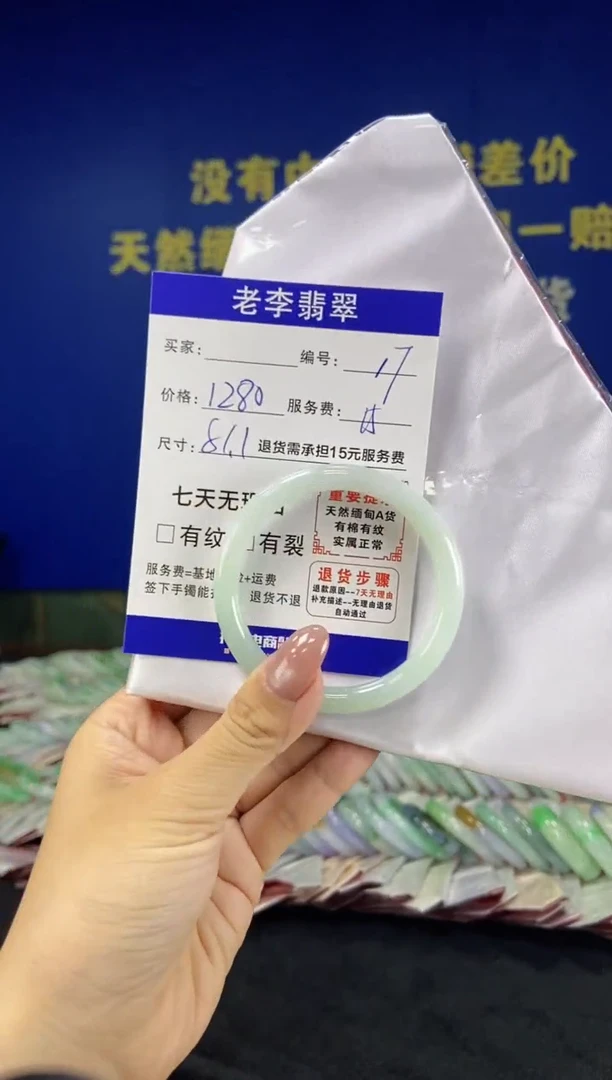 没有 差价
天然 一赔
货
老李翡翠
买家: 编号: 17
价格: 1280 服务费: 15
尺寸: 61.1 退货需承担15元服务费
七天无理由
□有纹 □有裂
服务费=基地 +运费
签下手镯能 退货不退
重要提
天然缅甸A货
有棉有纹
实属正常
退货步骤
退款原因--7天无理由
补充描述--无理由退货
自动通过
电商